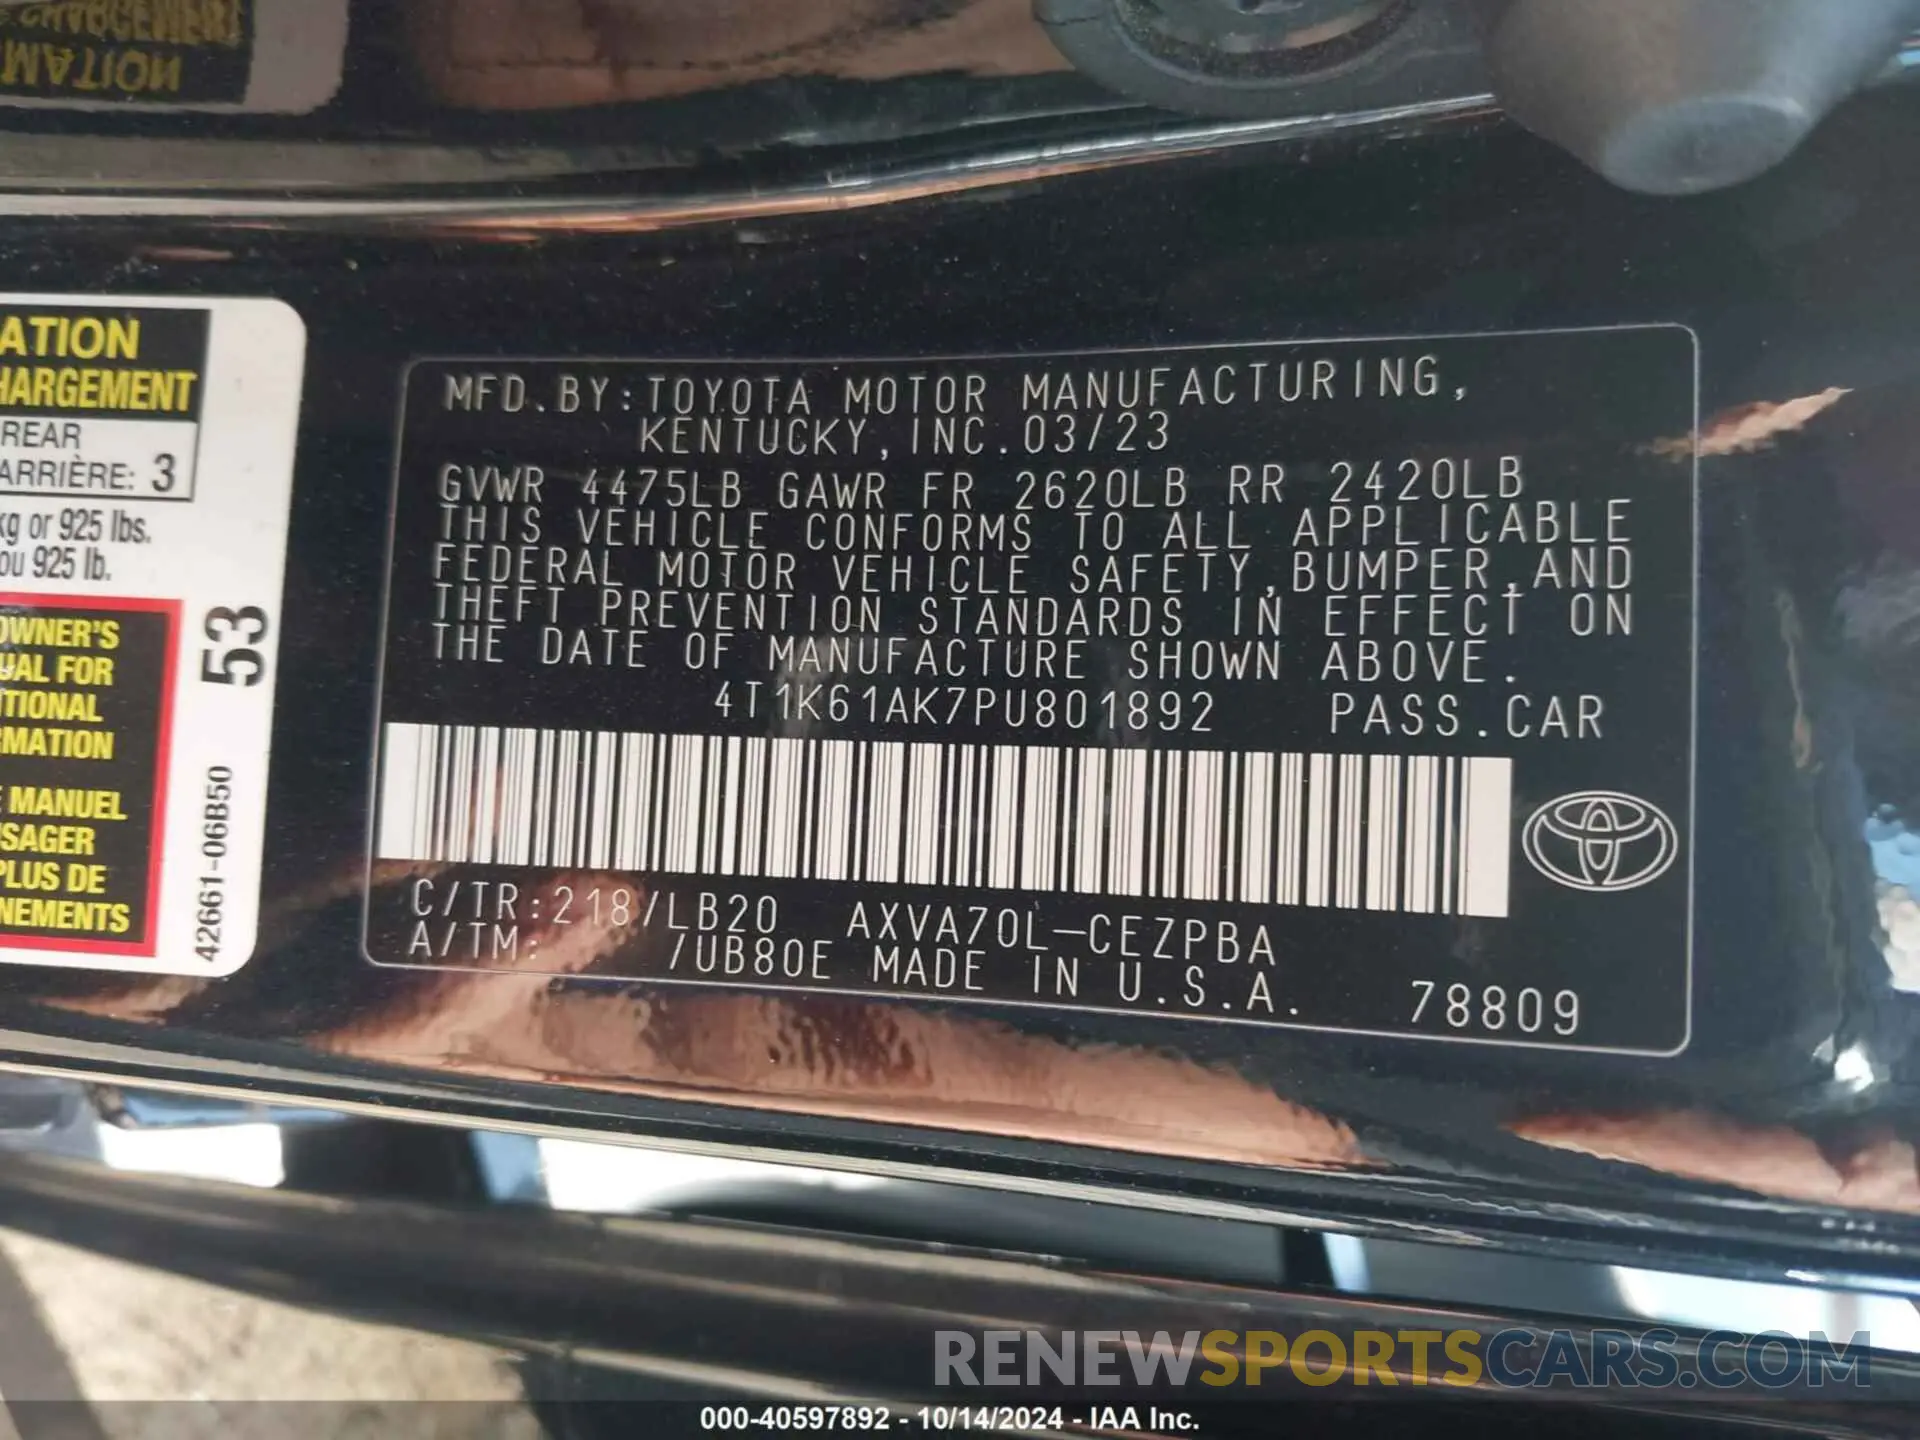 CHARGEMENT
MATION
ATION
HARGEMENT
REAR
ARRIÈRE: 3
kg or 925 lbs.
ou 925 lb.
OWNER'S
UAL FOR
ITIONAL
RMATION
E MANUEL
USAGER
PLUS DE
NEMENTS
53
42661-06B50
MFD.BY:TOYOTA MOTOR MANUFACTURING,
KENTUCKY,INC.03/23
GVWR 4475LB GAWR FR 2620LB RR 2420LB
THIS VEHICLE CONFORMS TO ALL APPLICABLE
FEDERAL MOTOR VEHICLE SAFETY,BUMPER,AND
THEFT PREVENTION STANDARDS IN EFFECT ON
THE DATE OF MANUFACTURE SHOWN ABOVE.
4T1K61AK7PU801892 PASS.CAR
C/TR:218/LB20 AXVA70L-CEZPBA
A/TM: /UB80E MADE IN U.S.A. 78809
RENEWSPORTSCARS.COM
000-40597892 - 10/14/2024 - IAA Inc.